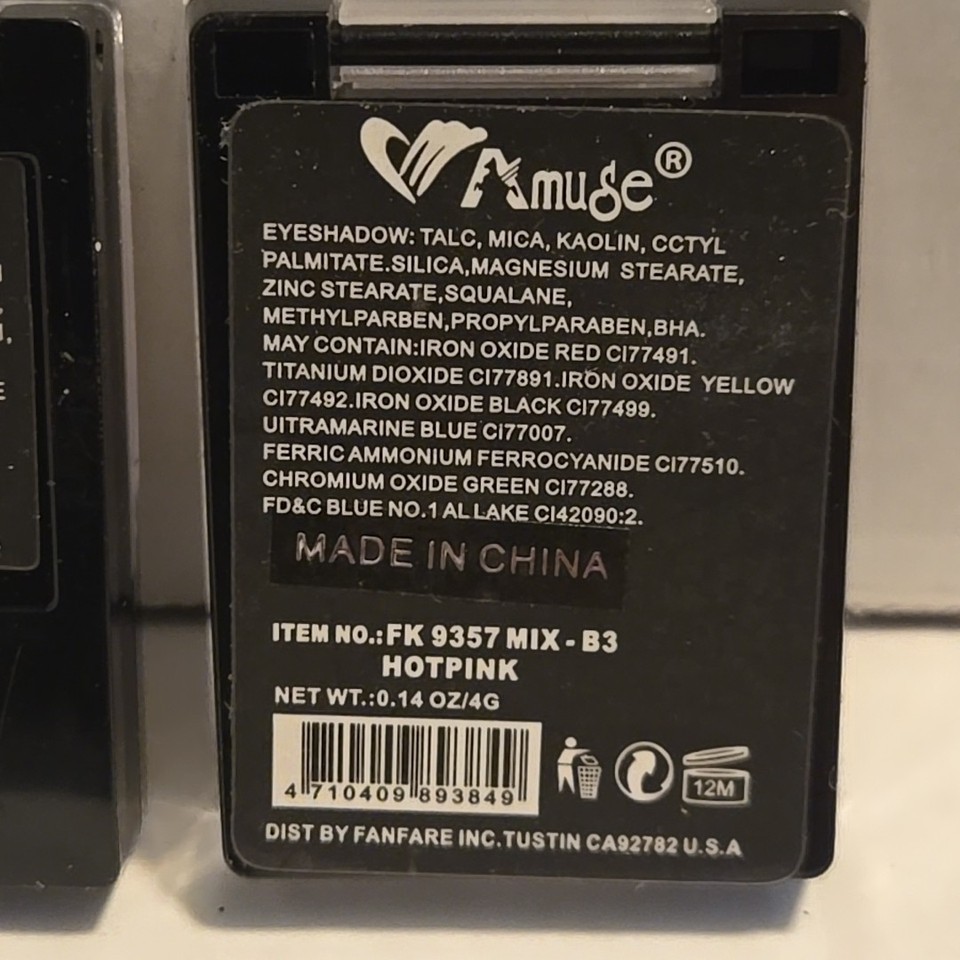 Amuse®
EYESHADOW: TALC, MICA, KAOLIN, CCTYL
PALMITATE.SILICA,MAGNESIUM STEARATE,
ZINC STEARATE,SQUALANE,
METHYLPARBEN,PROPYLPARABEN,BHA.
MAY CONTAIN:IRON OXIDE RED CI77491.
TITANIUM DIOXIDE CI77891.IRON OXIDE YELLOW
CI77492.IRON OXIDE BLACK CI77499.
UITRAMARINE BLUE CI77007.
FERRIC AMMONIUM FERROCYANIDE CI77510.
CHROMIUM OXIDE GREEN CI77288.
FD&C BLUE NO.1 AL LAKE CI42090:2.
MADE IN CHINA
ITEM NO.:FK 9357 MIX - B3
HOTPINK
NET WT.:0.14 OZ/4G
4 710409 893849
12M
DIST BY FANFARE INC.TUSTIN CA92782 U.S.A